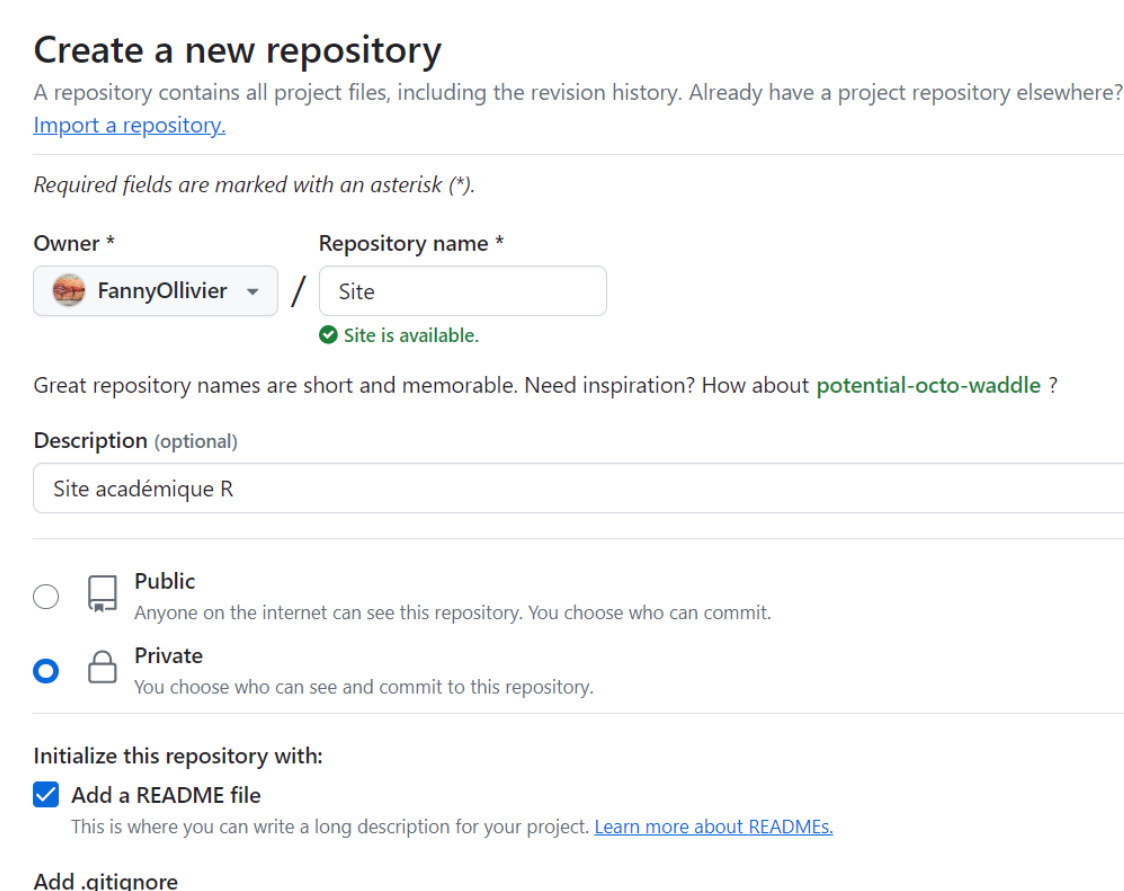 Create a new repository
A repository contains all project files, including the revision history. Already have a project repository elsewhere?
Import a repository.
Required fields are marked with an asterisk (*).
Owner * Repository name *
FannyOllivier / Site
Site is available.
Great repository names are short and memorable. Need inspiration? How about potential-octo-waddle ?
Description (optional)
Site académique R
Public
Anyone on the internet can see this repository. You choose who can commit.
Private
You choose who can see and commit to this repository.
Initialize this repository with:
Add a README file
This is where you can write a long description for your project. Learn more about READMEs.
Add .gitignore